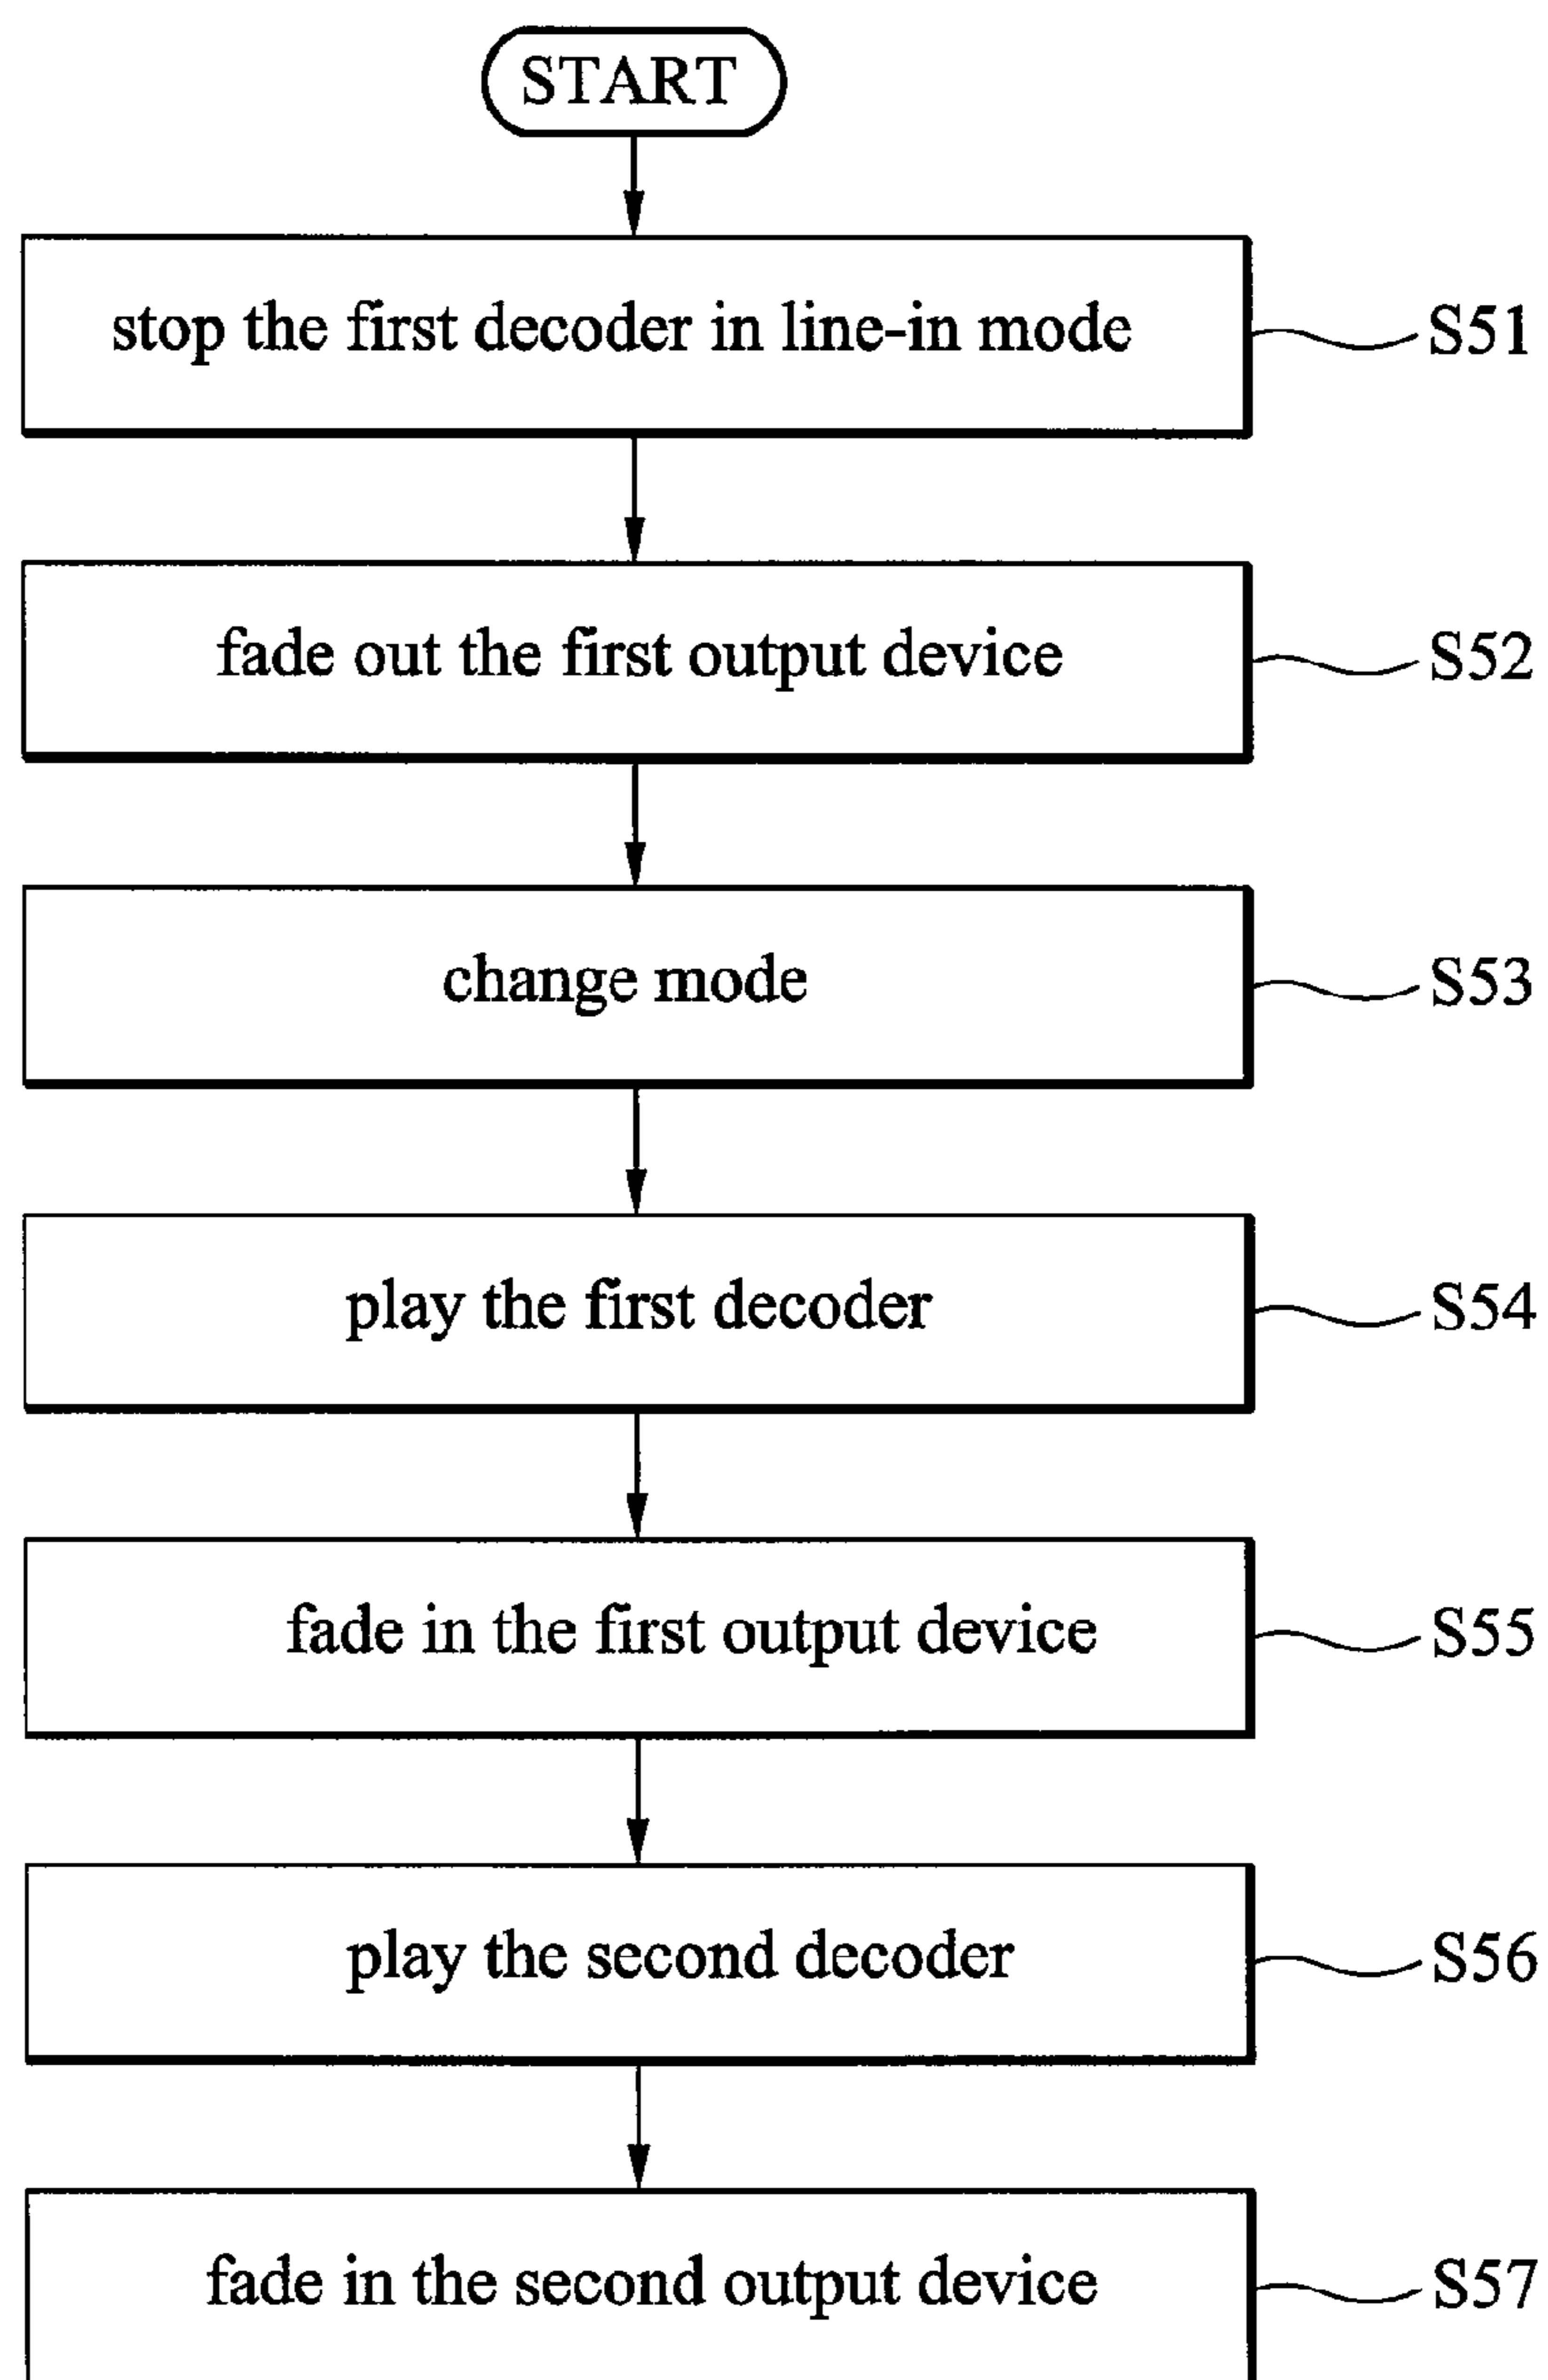 START
stop the first decoder in line-in mode
S51
fade out the first output device
S52
change mode
S53
play the first decoder
S54
fade in the first output device
S55
play the second decoder
S56
fade in the second output device
S57